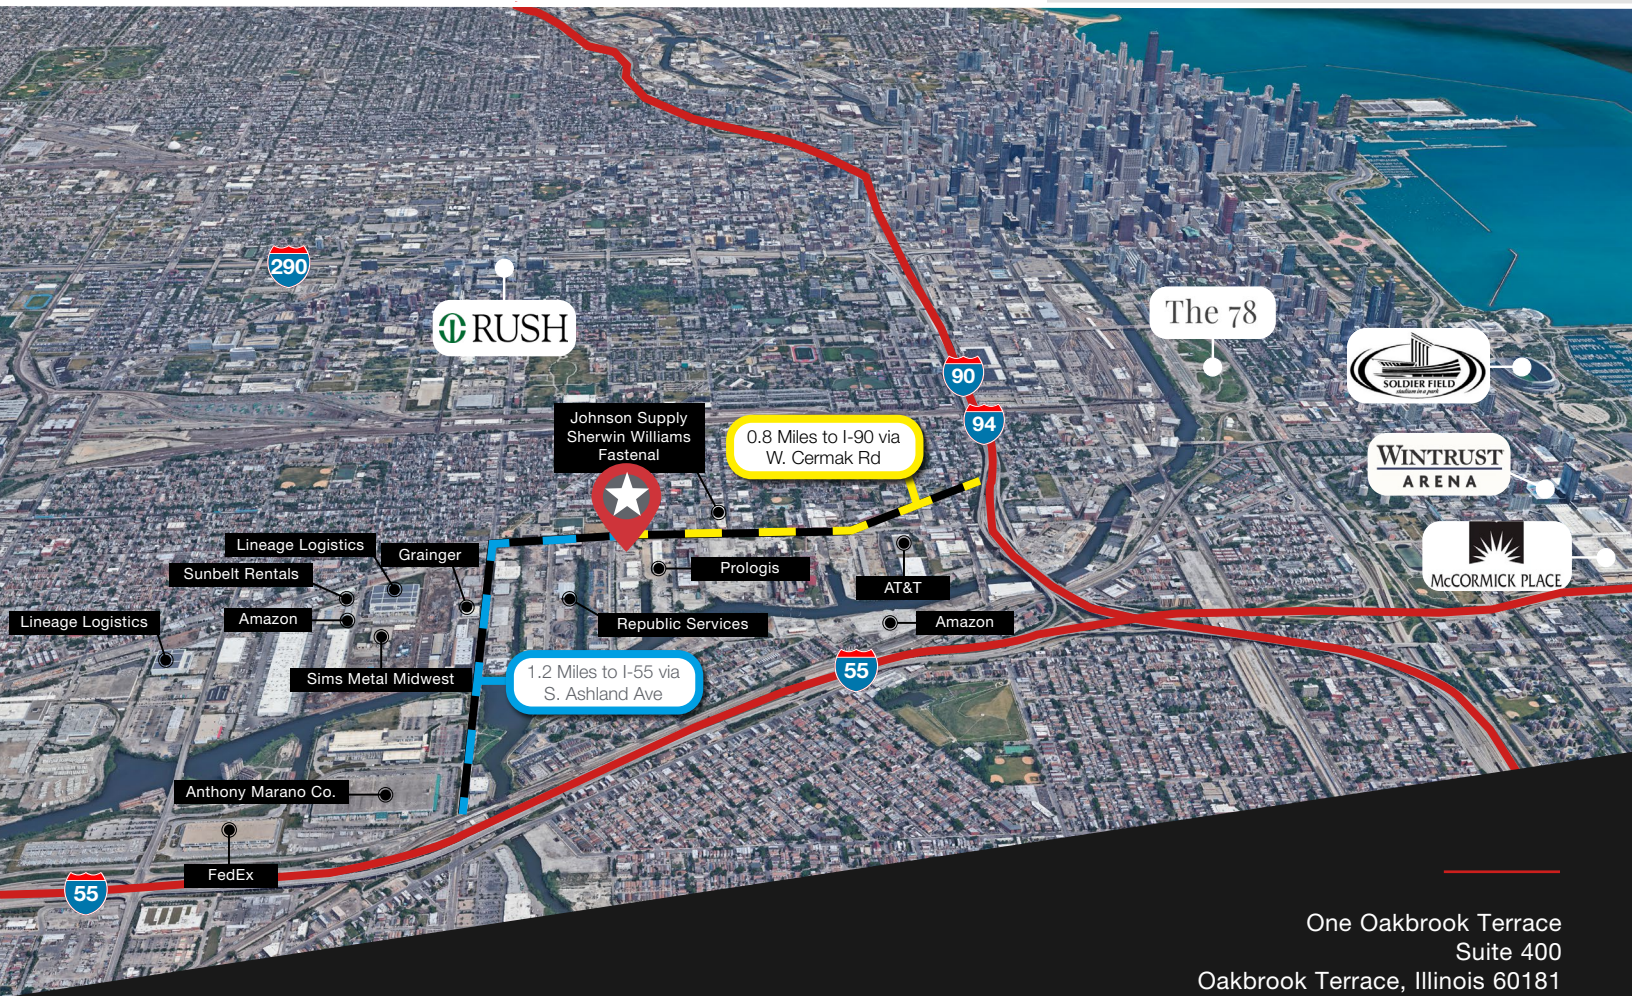 290
RUSH
The 78
SOLDIER FIELD
stadium in a park
90
94
Johnson Supply
Sherwin Williams
Fastenal
0.8 Miles to I-90 via
W. Cermak Rd
WINTRUST
ARENA
McCORMICK PLACE
Lineage Logistics
Grainger
Sunbelt Rentals
Prologis
AT&T
Amazon
Lineage Logistics
Republic Services
Amazon
Sims Metal Midwest
1.2 Miles to I-55 via
S. Ashland Ave
55
Anthony Marano Co.
FedEx
55
One Oakbrook Terrace
Suite 400
Oakbrook Terrace, Illinois 60181